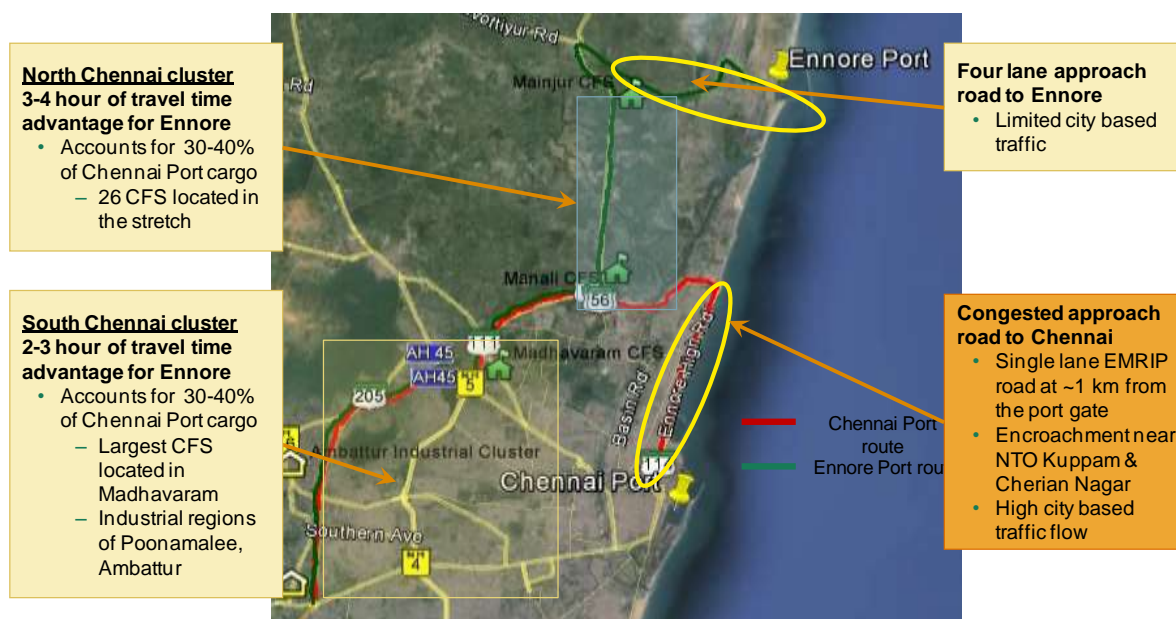 North Chennai cluster
3-4 hour of travel time
advantage for Ennore
• Accounts for 30-40%
of Chennai Port cargo
– 26 CFS located in
the stretch
South Chennai cluster
2-3 hour of travel time
advantage for Ennore
• Accounts for 30-40%
of Chennai Port cargo
– Largest CFS
located in
Madhavaram
– Industrial regions
of Poonamalee,
Ambattur
Rd
Ennore Port
Mainjur CFS
Rd
Manali CFS
56
111
AH 45
Madhavaram CFS
AH45
5
205
Basin Rd
Ennore High Rd
Ambattur Industrial Cluster
Chennai Port
Southern Ave
4
Chennai Port
route
Ennore Port rou
Four lane approach
road to Ennore
• Limited city based
traffic
Congested approach
road to Chennai
• Single lane EMRIP
road at ~1 km from
the port gate
• Encroachment near
NTO Kuppam &
Cherian Nagar
• High city based
traffic flow